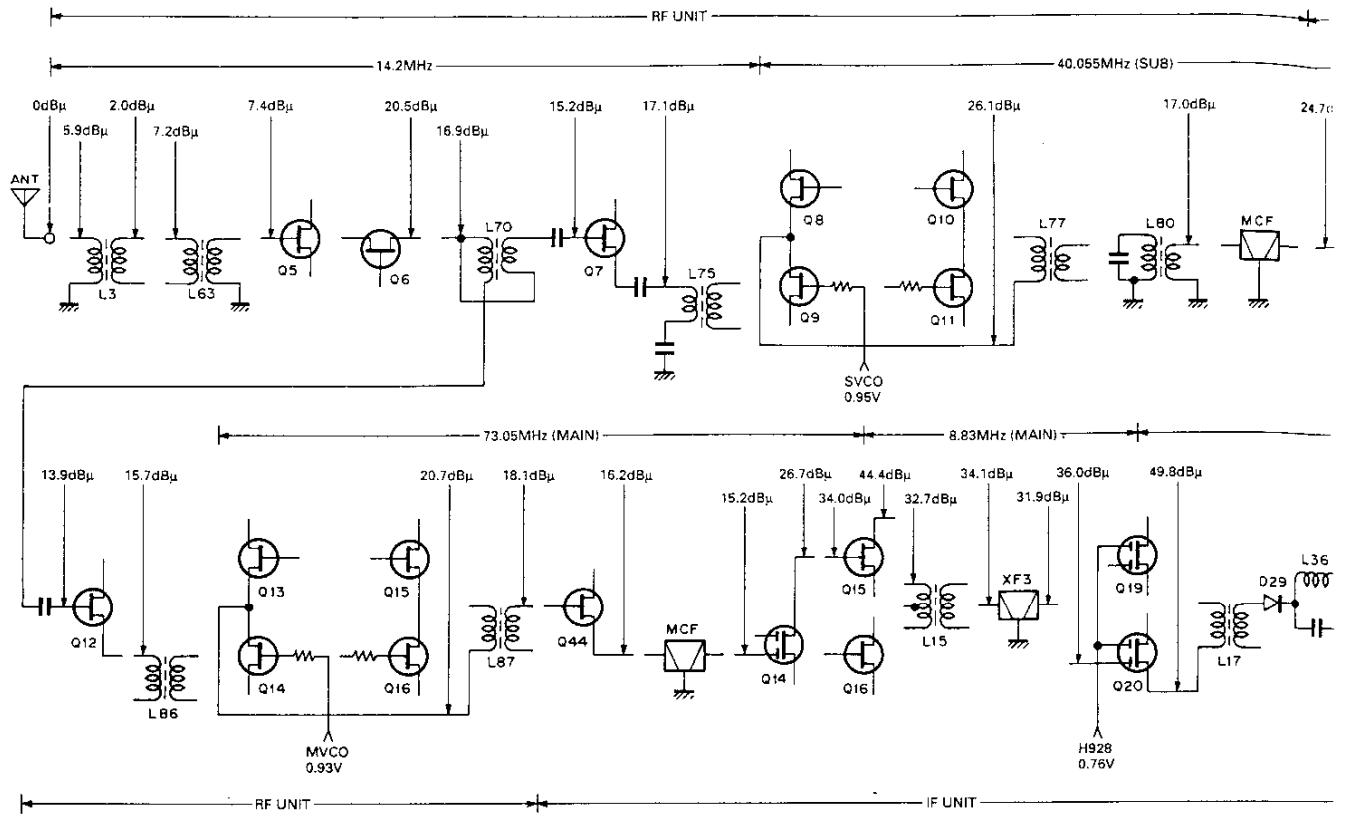 RF UNIT
14.2MHz
40.055MHz (SUB)
0dBμ
2.0dBμ
7.4dBμ
20.5dBμ
15.2dBμ
17.1dBμ
26.1dBμ
17.0dBμ
24.7d
5.9dBμ
7.2dBμ
16.9dBμ
ANT
L3
L63
Q5
Q6
L70
Q7
L75
Q8
Q9
Q10
Q11
L77
L80
MCF
SVCO
0.95V
73.05MHz (MAIN)
8.83MHz (MAIN)
13.9dBμ
15.7dBμ
20.7dBμ
18.1dBμ
16.2dBμ
15.2dBμ
26.7dBμ
34.0dBμ
44.4dBμ
32.7dBμ
34.1dBμ
31.9dBμ
36.0dBμ
49.8dBμ
Q12
L86
Q13
Q14
Q15
Q16
L87
Q44
MCF
Q14
Q15
Q16
L15
XF3
Q19
Q20
L17
D29
L36
MVCO
0.93V
H928
0.76V
RF UNIT
IF UNIT